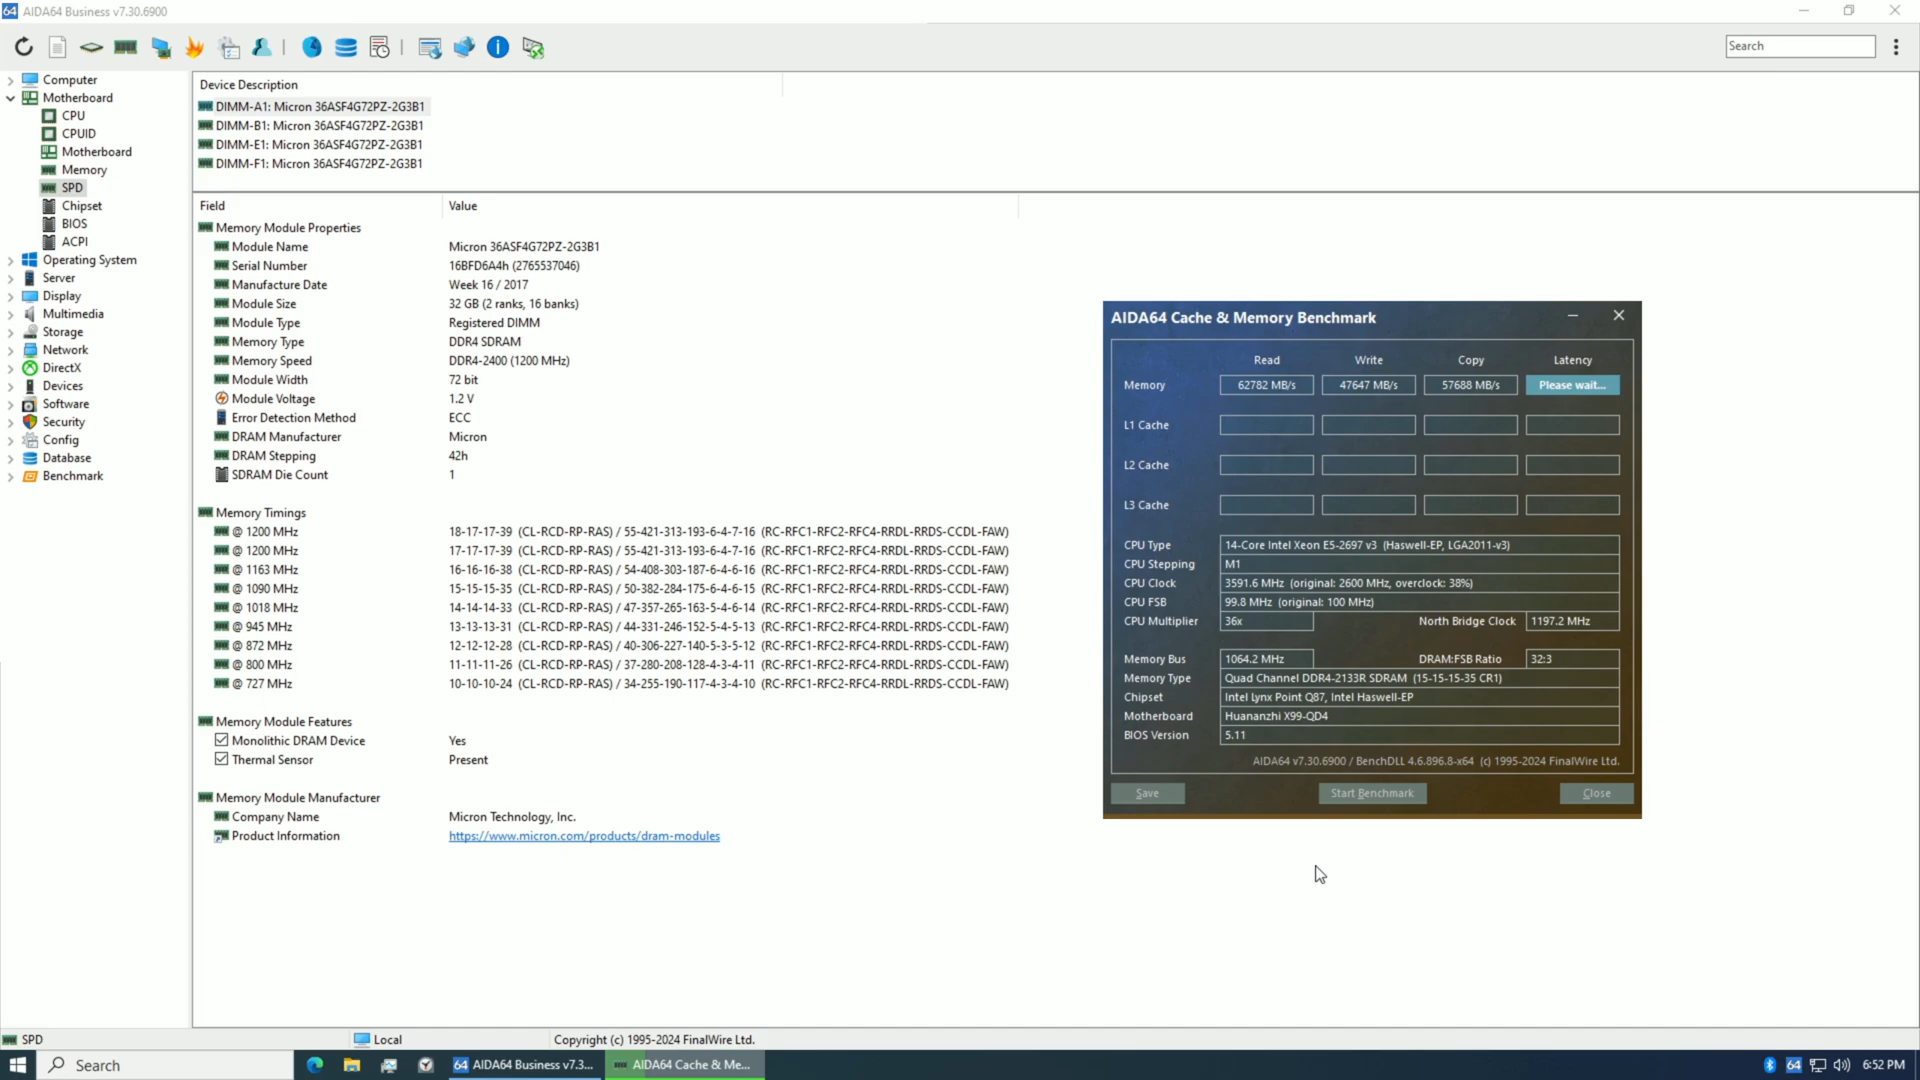 64 AIDA64 Business v7.30.6900
Search
Computer
Motherboard
CPU
CPUID
Motherboard
Memory
SPD
Chipset
BIOS
ACPI
Operating System
Server
Display
Multimedia
Storage
Network
DirectX
Devices
Software
Security
Config
Database
Benchmark
Device Description
DIMM-A1: Micron 36ASF4G72PZ-2G3B1
DIMM-B1: Micron 36ASF4G72PZ-2G3B1
DIMM-E1: Micron 36ASF4G72PZ-2G3B1
DIMM-F1: Micron 36ASF4G72PZ-2G3B1
Field Value
Memory Module Properties
Module Name Micron 36ASF4G72PZ-2G3B1
Serial Number 16BFD6A4h (2765537046)
Manufacture Date Week 16 / 2017
Module Size 32 GB (2 ranks, 16 banks)
Module Type Registered DIMM
Memory Type DDR4 SDRAM
Memory Speed DDR4-2400 (1200 MHz)
Module Width 72 bit
Module Voltage 1.2 V
Error Detection Method ECC
DRAM Manufacturer Micron
DRAM Stepping 42h
SDRAM Die Count 1
Memory Timings
@ 1200 MHz 18-17-17-39 (CL-RCD-RP-RAS) / 55-421-313-193-6-4-7-16 (RC-RFC1-RFC2-RFC4-RRDL-RRDS-CCDL-FAW)
@ 1200 MHz 17-17-17-39 (CL-RCD-RP-RAS) / 55-421-313-193-6-4-7-16 (RC-RFC1-RFC2-RFC4-RRDL-RRDS-CCDL-FAW)
@ 1163 MHz 16-16-16-38 (CL-RCD-RP-RAS) / 54-408-303-187-6-4-6-16 (RC-RFC1-RFC2-RFC4-RRDL-RRDS-CCDL-FAW)
@ 1090 MHz 15-15-15-35 (CL-RCD-RP-RAS) / 50-382-284-175-6-4-6-15 (RC-RFC1-RFC2-RFC4-RRDL-RRDS-CCDL-FAW)
@ 1018 MHz 14-14-14-33 (CL-RCD-RP-RAS) / 47-357-265-163-5-4-6-14 (RC-RFC1-RFC2-RFC4-RRDL-RRDS-CCDL-FAW)
@ 945 MHz 13-13-13-31 (CL-RCD-RP-RAS) / 44-331-246-152-5-4-5-13 (RC-RFC1-RFC2-RFC4-RRDL-RRDS-CCDL-FAW)
@ 872 MHz 12-12-12-28 (CL-RCD-RP-RAS) / 40-306-227-140-5-3-5-12 (RC-RFC1-RFC2-RFC4-RRDL-RRDS-CCDL-FAW)
@ 800 MHz 11-11-11-26 (CL-RCD-RP-RAS) / 37-280-208-128-4-3-4-11 (RC-RFC1-RFC2-RFC4-RRDL-RRDS-CCDL-FAW)
@ 727 MHz 10-10-10-24 (CL-RCD-RP-RAS) / 34-255-190-117-4-3-4-10 (RC-RFC1-RFC2-RFC4-RRDL-RRDS-CCDL-FAW)
Memory Module Features
Monolithic DRAM Device Yes
Thermal Sensor Present
Memory Module Manufacturer
Company Name Micron Technology, Inc.
Product Information https://www.micron.com/products/dram-modules
AIDA64 Cache & Memory Benchmark
Read Write Copy Latency
Memory 62782 MB/s 47647 MB/s 57688 MB/s Please wait...
L1 Cache
L2 Cache
L3 Cache
CPU Type 14-Core Intel Xeon E5-2697 v3 (Haswell-EP, LGA2011-v3)
CPU Stepping M1
CPU Clock 3591.6 MHz (original: 2600 MHz, overclock: 38%)
CPU FSB 99.8 MHz (original: 100 MHz)
CPU Multiplier 36x North Bridge Clock 1197.2 MHz
Memory Bus 1064.2 MHz DRAM:FSB Ratio 32:3
Memory Type Quad Channel DDR4-2133R SDRAM (15-15-15-35 CR1)
Chipset Intel Lynx Point Q87, Intel Haswell-EP
Motherboard Huananzhi X99-QD4
BIOS Version 5.11
AIDA64 v7.30.6900 / BenchDLL 4.6.896.8-x64 (c) 1995-2024 FinalWire Ltd.
Save Start Benchmark Close
SPD Local Copyright (c) 1995-2024 FinalWire Ltd.
Search 64 AIDA64 Business v7.3... AIDA64 Cache & Me... 64 6:52 PM